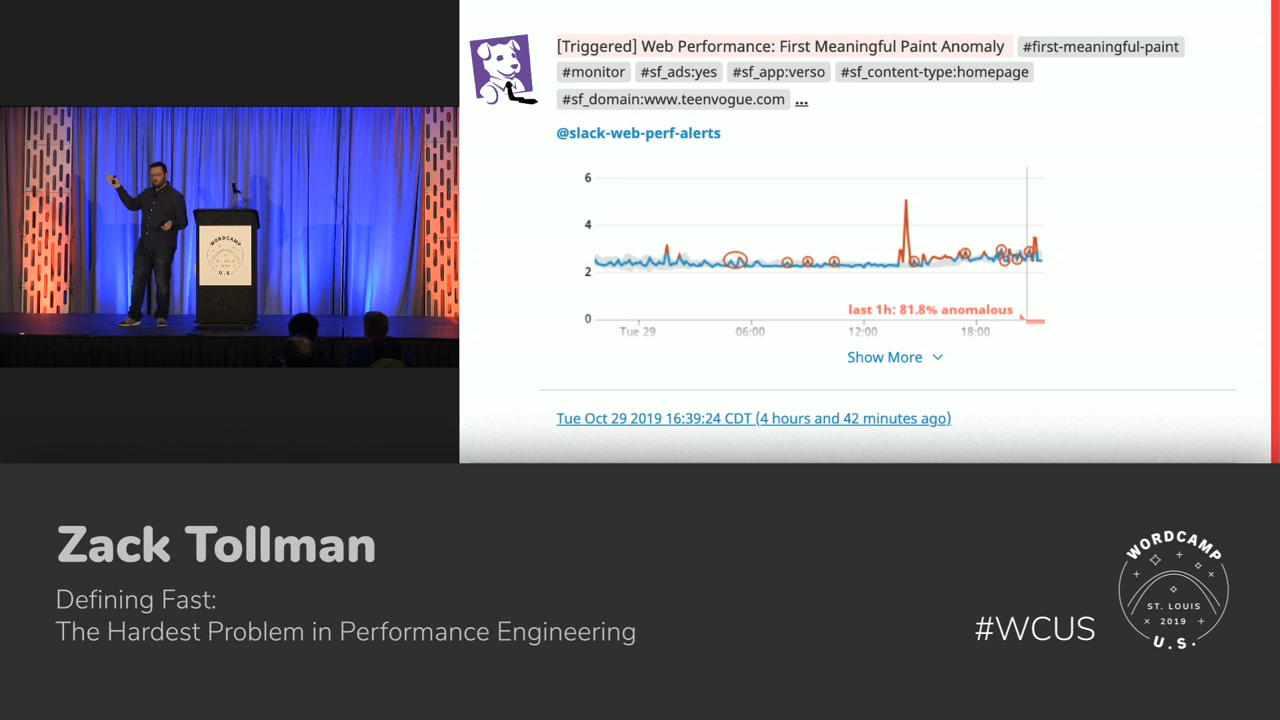 [Triggered] Web Performance: First Meaningful Paint Anomaly #first-meaningful-paint
#monitor #sf_ads:yes #sf_app:verso #sf_content-type:homepage
#sf_domain:www.teenvogue.com ...
@slack-web-perf-alerts
6
4
2
0
last 1h: 81.8% anomalous
Tue 29 06:00 12:00 18:00
Show More
Tue Oct 29 2019 16:39:24 CDT (4 hours and 42 minutes ago)
WORDCAMP
U.S.
Zack Tollman
Defining Fast:
The Hardest Problem in Performance Engineering
#WCUS
WORDCAMP
ST. LOUIS
2019
U.S.